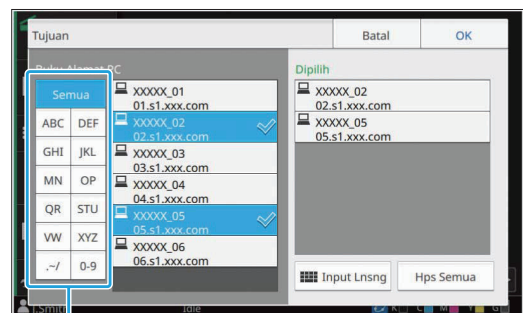 Tujuan
Batal
OK
Buku Alamat PC
Dipilih
Semua
ABC DEF
GHI JKL
MN OP
QR STU
VW XYZ
.~/ 0-9
XXXXX_01
01.s1.xxx.com
XXXXX_02
02.s1.xxx.com
XXXXX_03
03.s1.xxx.com
XXXXX_04
04.s1.xxx.com
XXXXX_05
05.s1.xxx.com
XXXXX_06
06.s1.xxx.com
XXXXX_02
02.s1.xxx.com
XXXXX_05
05.s1.xxx.com
Input Lnsng
Hps Semua
Idle
K C M Y